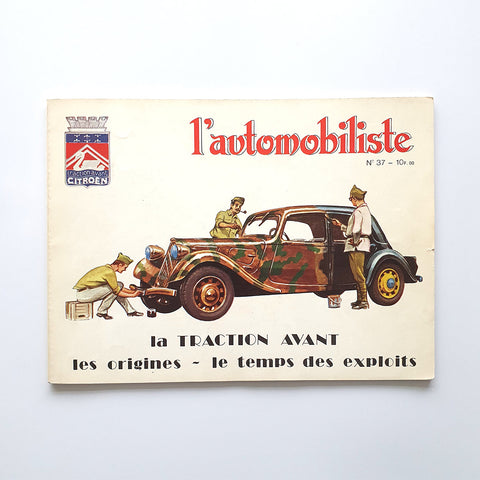 l'automobiliste
N° 37 - 10F.00
traction avant
CITROËN
la TRACTION AVANT
les origines ~ le temps des exploits